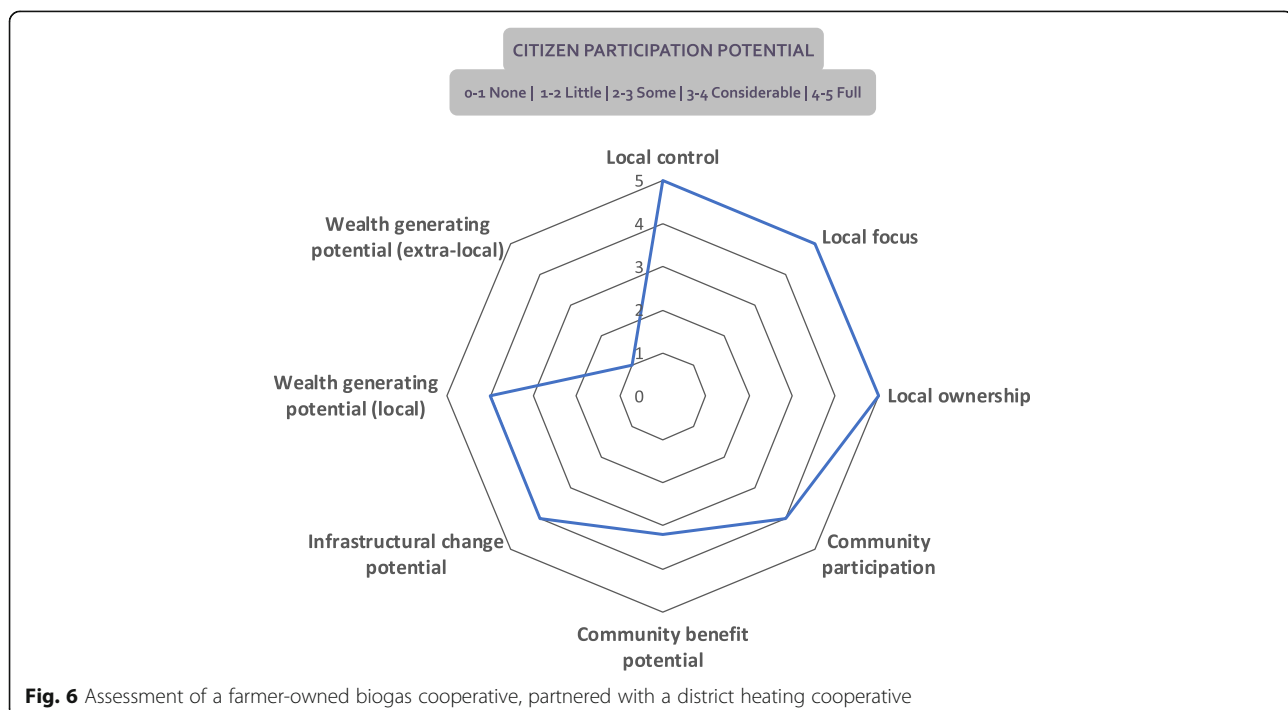 CITIZEN PARTICIPATION POTENTIAL
0-1 None | 1-2 Little | 2-3 Some | 3-4 Considerable | 4-5 Full
Local control
5
4
3
2
1
0
Local focus
Local ownership
Community
participation
Community benefit
potential
Infrastructural change
potential
Wealth generating
potential (local)
Wealth generating
potential (extra-local)
Fig. 6 Assessment of a farmer-owned biogas cooperative, partnered with a district heating cooperative